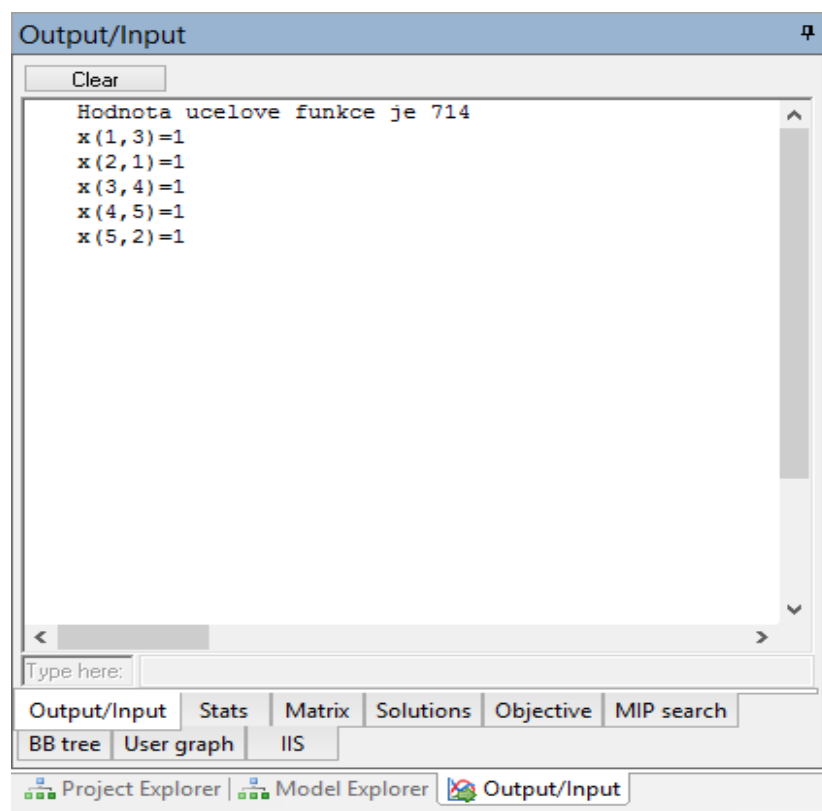 Output/Input
Clear
Hodnota ucelove funkce je 714
x(1,3)=1
x(2,1)=1
x(3,4)=1
x(4,5)=1
x(5,2)=1
Type here:
Output/Input Stats Matrix Solutions Objective MIP search
BB tree User graph IIS
Project Explorer Model Explorer Output/Input